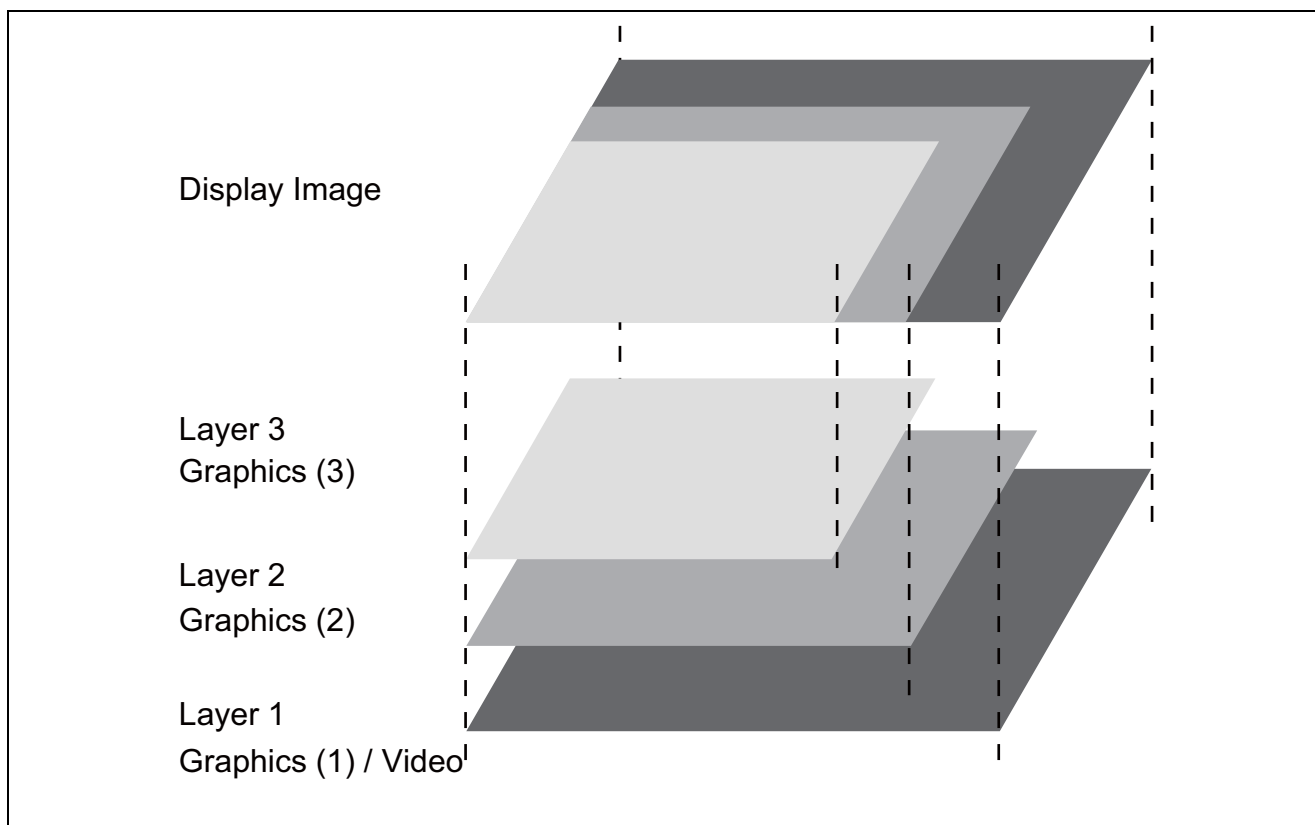 Display Image
Layer 3
Graphics (3)
Layer 2
Graphics (2)
Layer 1
Graphics (1) / Video